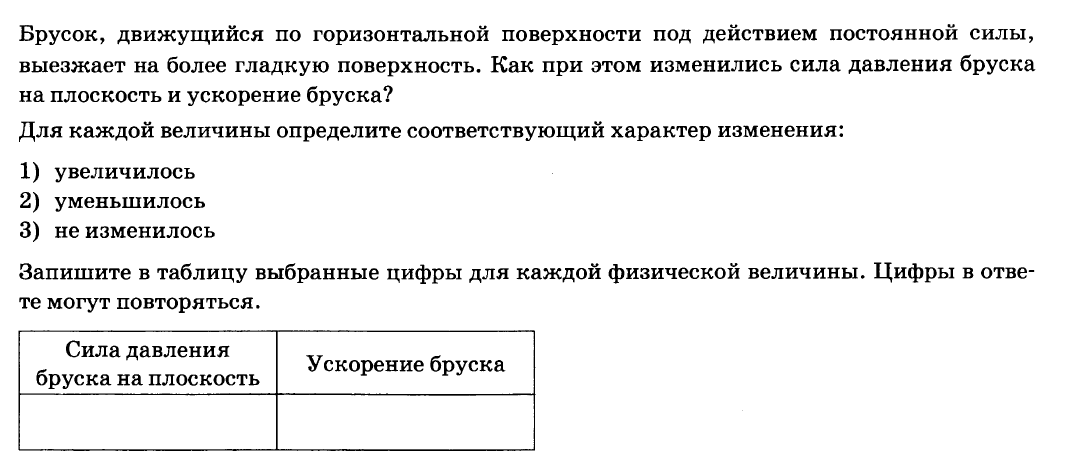 Брусок, движущийся по горизонтальной поверхности под действием постоянной силы,
выезжает на более гладкую поверхность. Как при этом изменились сила давления бруска
на плоскость и ускорение бруска?
Для каждой величины определите соответствующий характер изменения:
1) увеличилось
2) уменьшилось
3) не изменилось
Запишите в таблицу выбранные цифры для каждой физической величины. Цифры в отве-
те могут повторяться.
Сила давления
бруска на плоскость
Ускорение бруска